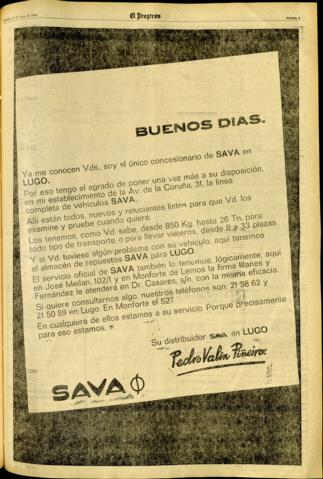 El Progreso
BUENOS DIAS.
Ya me conocen Vds., soy el único concesionario de SAVA en
LUGO.
Por eso tengo el agrado de poner una vez más a su disposición,
en mi establecimiento de la Av. de la Coruña, 31, la línea
completa de vehículos SAVA.
Allí están todos, nuevos y relucientes listos para que Vd. los
examine y pruebe cuando quiera.
Los tenemos, como Vd. sabe, desde 850 Kg. hasta 26 Tn. para
todo tipo de transporte, o para llevar viajeros, desde 8 a 33 plazas.
Y si Vd. tuviese algún problema con su vehículo, aquí tenemos
el almacén de repuestos SAVA para LUGO.
El servicio oficial de SAVA también lo tenemos, lógicamente, aquí
en José Meilan, 102/1 y en Monforte de Lemos la firma Illanas y
Fernández le atenderá en Dr. Casares, s/n. con la misma eficacia.
Si quiere consultarnos algo, nuestros teléfonos son: 21 38 62 y
21 50 89 en Lugo. En Monforte el 527.
En cualquiera de ellos estamos a su servicio. Porque precisamente
para eso estamos.
Su distribuidor SAVA en LUGO
Pedro Valín Piñeiro.
SAVA